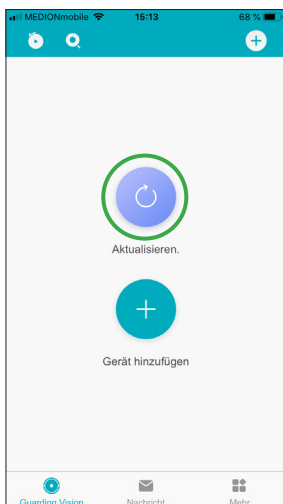 MEDIONmobile 15:13 68 %
Aktualisieren.
Gerät hinzufügen
Guarding Vision Nachricht Mehr